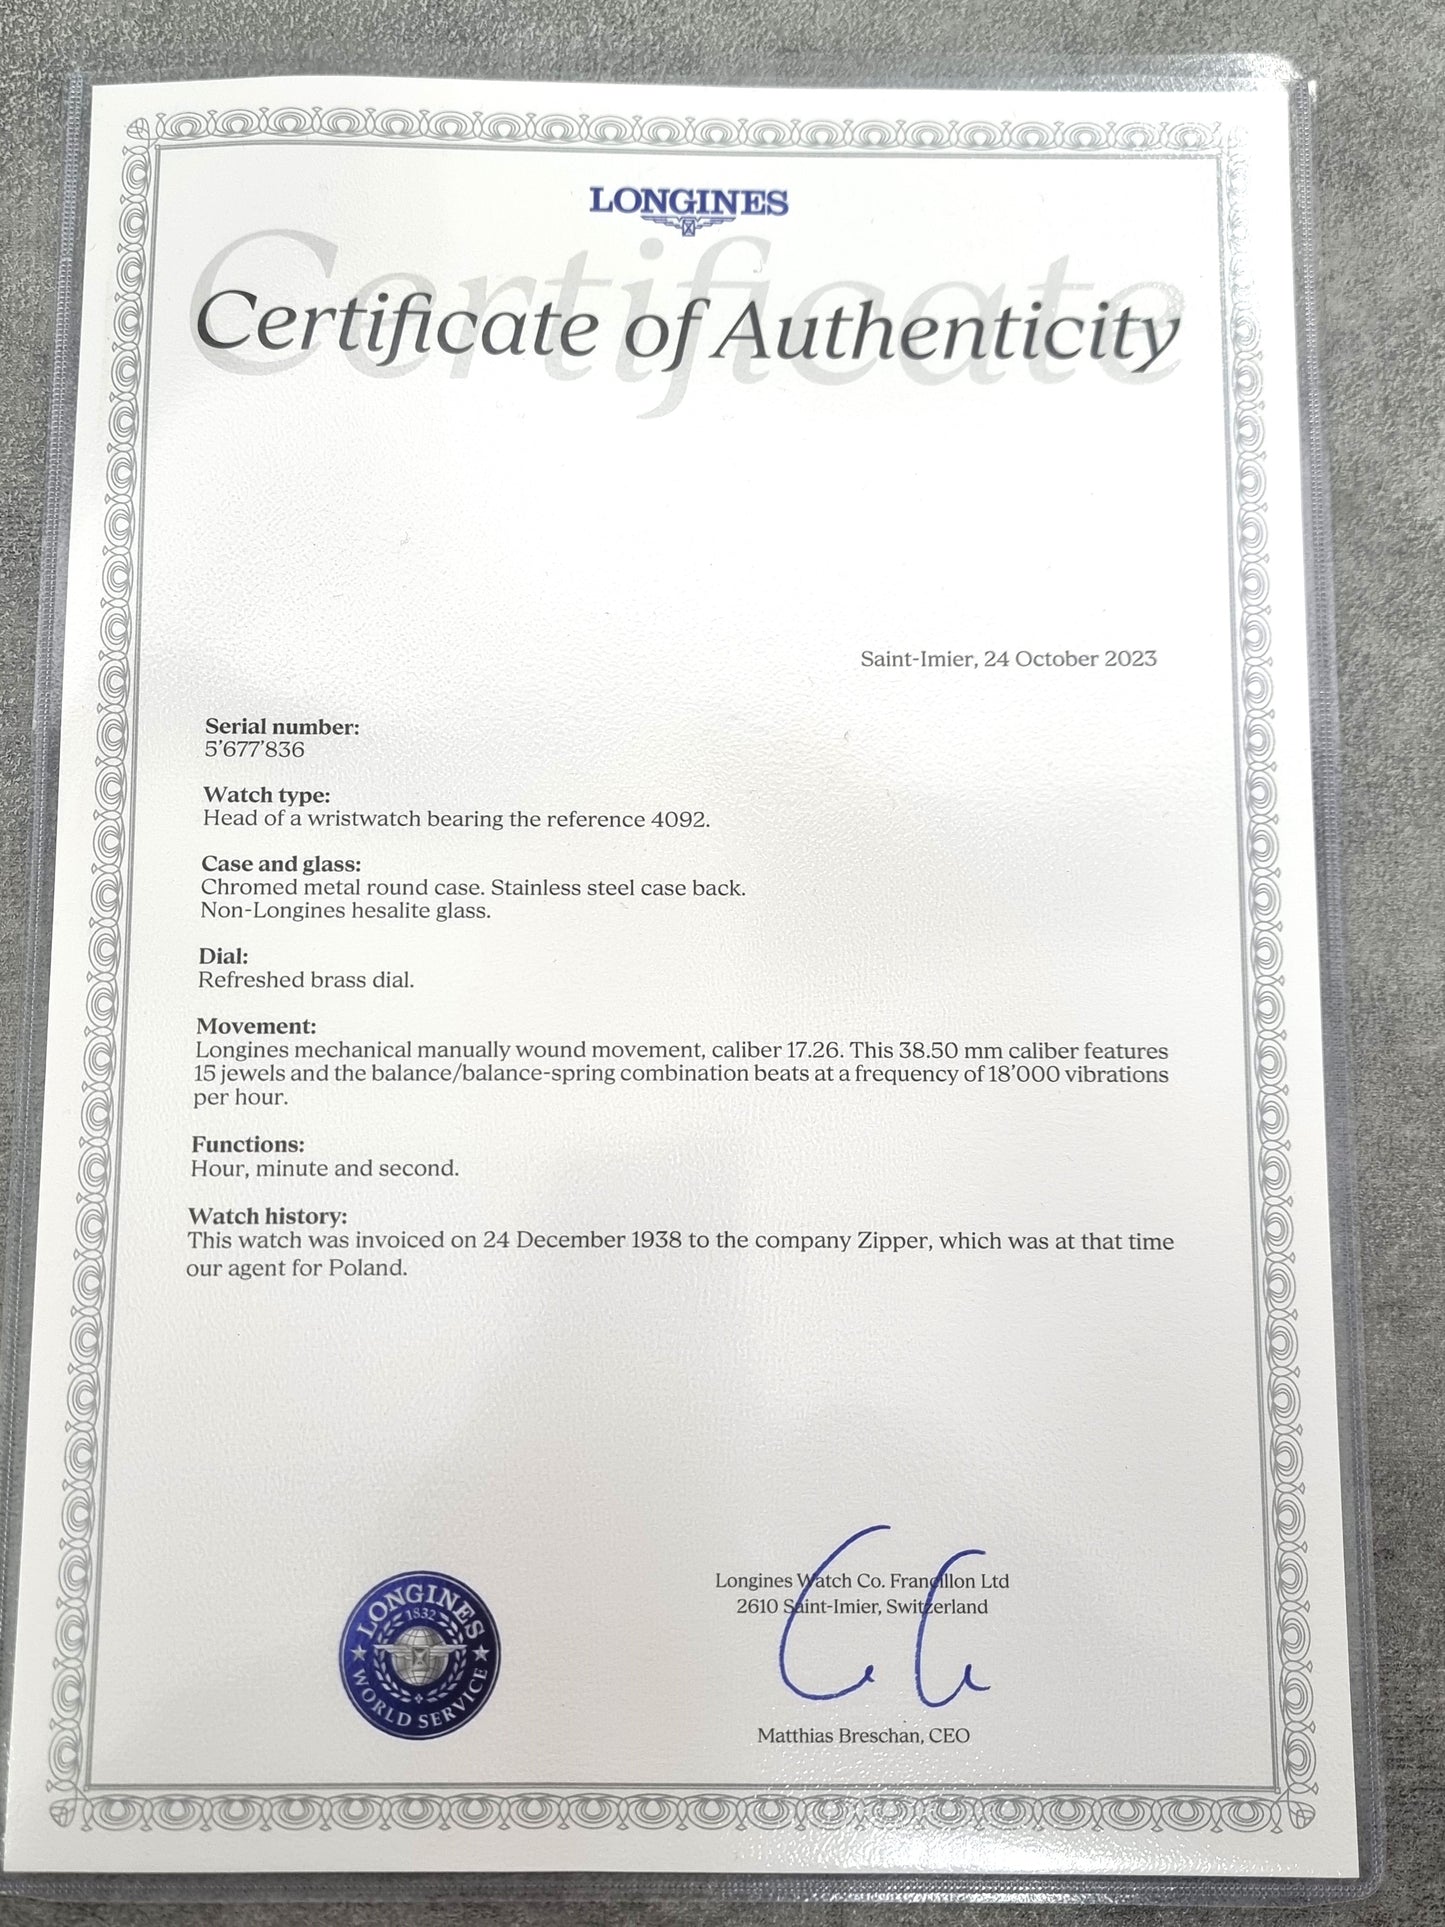 LONGINES
Certificate
Certificate of Authenticity
Saint-Imier, 24 October 2023
Serial number:
5'677'836
Watch type:
Head of a wristwatch bearing the reference 4092.
Case and glass:
Chromed metal round case. Stainless steel case back.
Non-Longines hesalite glass.
Dial:
Refreshed brass dial.
Movement:
Longines mechanical manually wound movement, caliber 17.26. This 38.50 mm caliber features
15 jewels and the balance/balance-spring combination beats at a frequency of 18'000 vibrations
per hour.
Functions:
Hour, minute and second.
Watch history:
This watch was invoiced on 24 December 1938 to the company Zipper, which was at that time
our agent for Poland.
LONGINES
1832
WORLD SERVICE
Longines Watch Co. Francillon Ltd
2610 Saint-Imier, Switzerland
Matthias Breschan, CEO